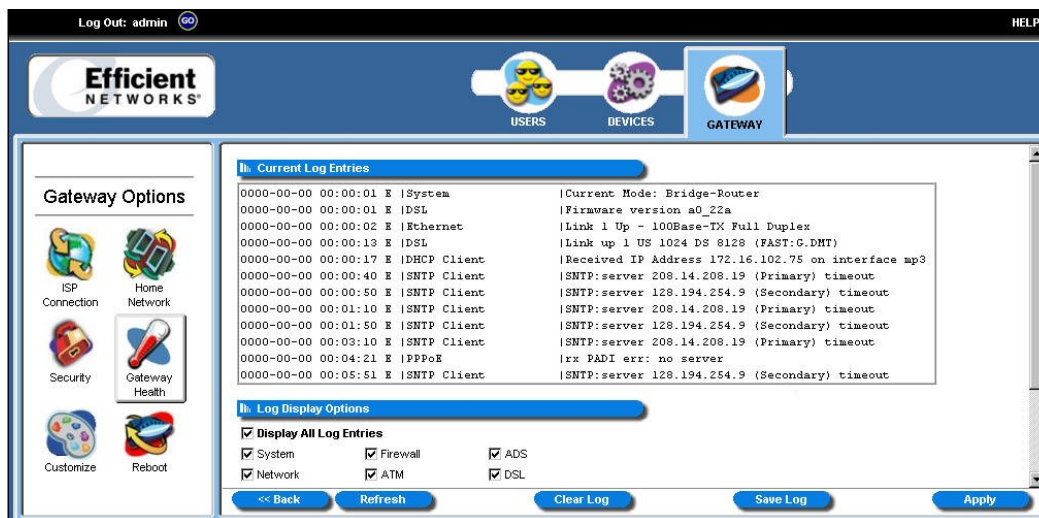 Log Out: admin GO HELP
Efficient
NETWORKS®
USERS DEVICES GATEWAY
Gateway Options
ISP Connection
Home Network
Security
Gateway Health
Customize
Reboot
Current Log Entries
0000-00-00 00:00:01 E |System |Current Mode: Bridge-Router
0000-00-00 00:00:01 E |DSL |Firmware version a0_22a
0000-00-00 00:00:02 E |Ethernet |Link 1 Up - 100Base-TX Full Duplex
0000-00-00 00:00:13 E |DSL |Link up 1 US 1024 DS 8128 (FAST:G.DMT)
0000-00-00 00:00:17 E |DHCP Client |Received IP Address 172.16.102.75 on interface mp3
0000-00-00 00:00:40 E |SNTP Client |SNTP:server 208.14.208.19 (Primary) timeout
0000-00-00 00:00:50 E |SNTP Client |SNTP:server 128.194.254.9 (Secondary) timeout
0000-00-00 00:01:10 E |SNTP Client |SNTP:server 208.14.208.19 (Primary) timeout
0000-00-00 00:01:50 E |SNTP Client |SNTP:server 128.194.254.9 (Secondary) timeout
0000-00-00 00:03:10 E |SNTP Client |SNTP:server 208.14.208.19 (Primary) timeout
0000-00-00 00:04:21 E |PPPoE |rx PADI err: no server
0000-00-00 00:05:51 E |SNTP Client |SNTP:server 128.194.254.9 (Secondary) timeout
Log Display Options
Display All Log Entries
System Firewall ADS
Network ATM DSL
<< Back Refresh Clear Log Save Log Apply